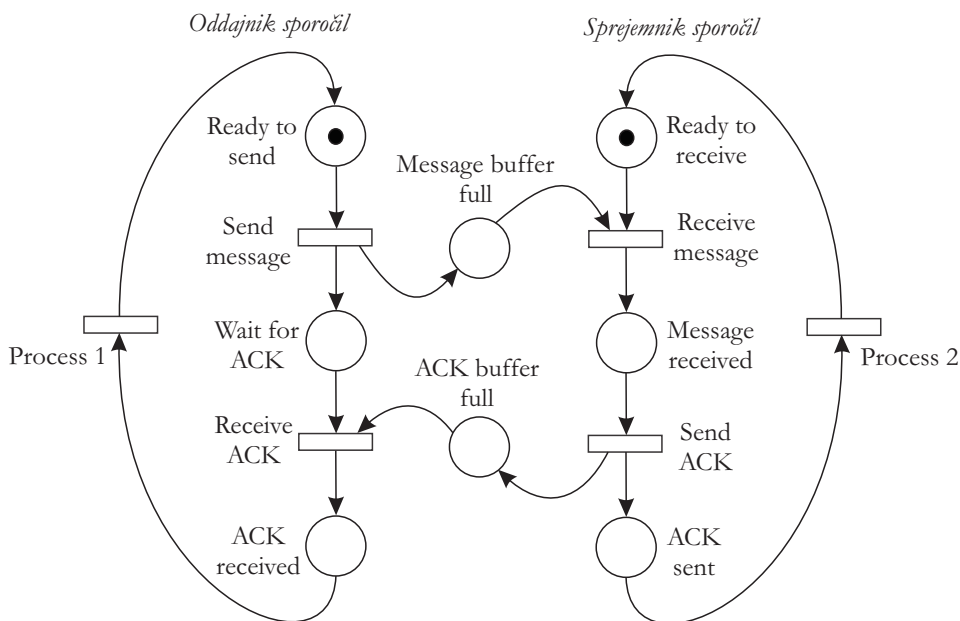 Oddajnik sporočil
Sprejemnik sporočil
Ready to
send
Message buffer
full
Ready to
receive
Send
message
Receive
message
Process 1
Wait for
ACK
ACK buffer
full
Message
received
Process 2
Receive
ACK
Send
ACK
ACK
received
ACK
sent